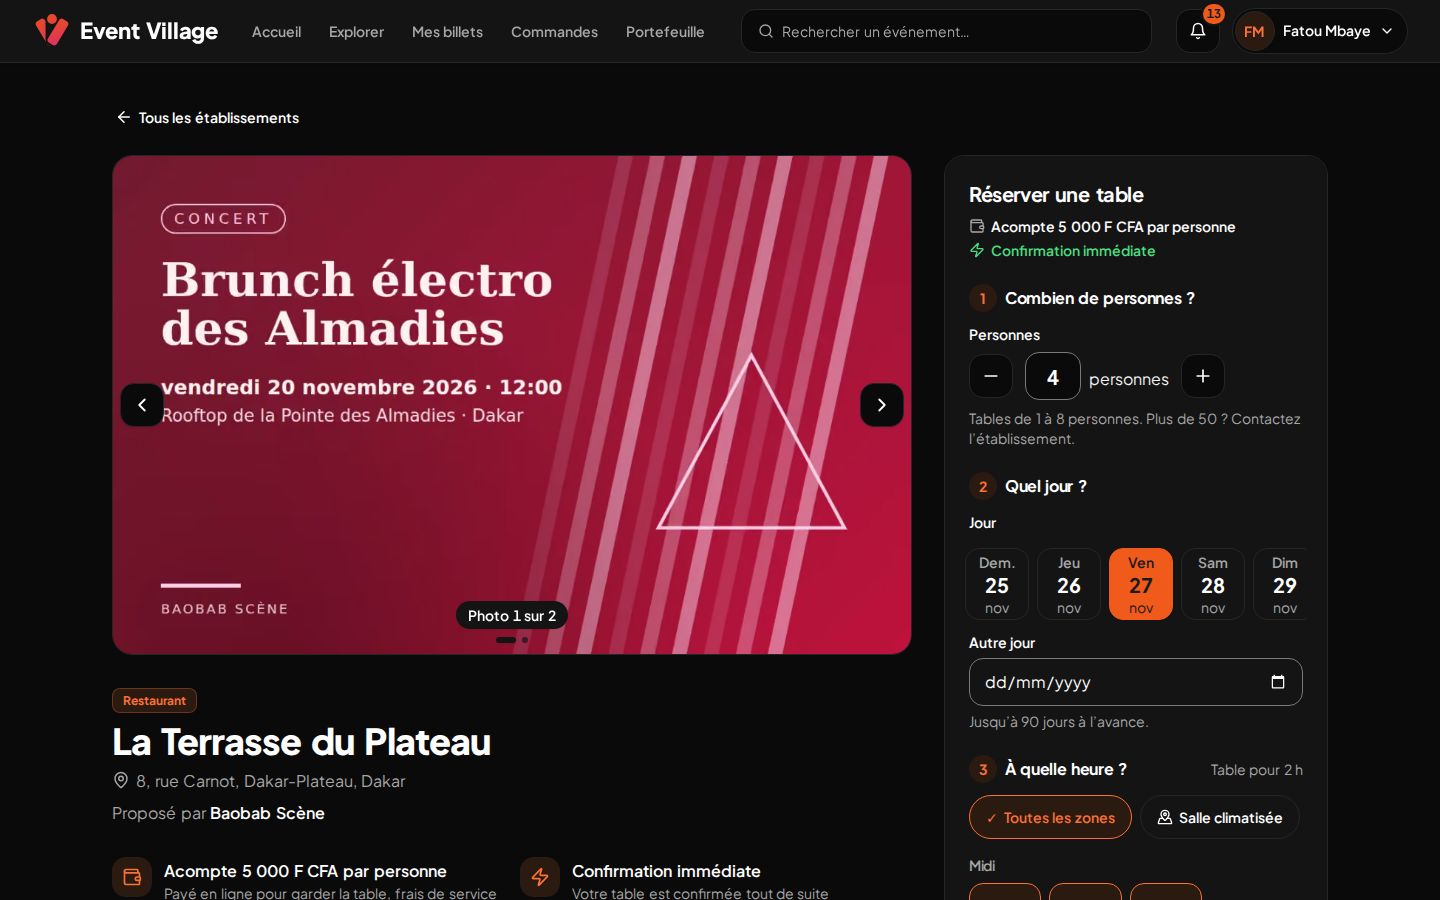 Event Village
Accueil
Explorer
Mes billets
Commandes
Portefeuille
Rechercher un événement...
13
FM
Fatou Mbaye
Tous les établissements
CONCERT
Brunch électro
des Almadies
vendredi 20 novembre 2026 · 12:00
Rooftop de la Pointe des Almadies · Dakar
BAOBAB SCÈNE
Photo 1 sur 2
Restaurant
La Terrasse du Plateau
8, rue Carnot, Dakar-Plateau, Dakar
Proposé par Baobab Scène
Acompte 5 000 F CFA par personne
Payé en ligne pour garder la table, frais de service
Confirmation immédiate
Votre table est confirmée tout de suite
Réserver une table
Acompte 5 000 F CFA par personne
Confirmation immédiate
1 Combien de personnes ?
Personnes
4 personnes
Tables de 1 à 8 personnes. Plus de 50 ? Contactez
l'établissement.
2 Quel jour ?
Jour
Dem. Jeu Ven Sam Dim
25 26 27 28 29
nov nov nov nov nov
Autre jour
dd/mm/yyyy
Jusqu'à 90 jours à l'avance.
3 À quelle heure ? Table pour 2 h
✓ Toutes les zones
Salle climatisée
Midi